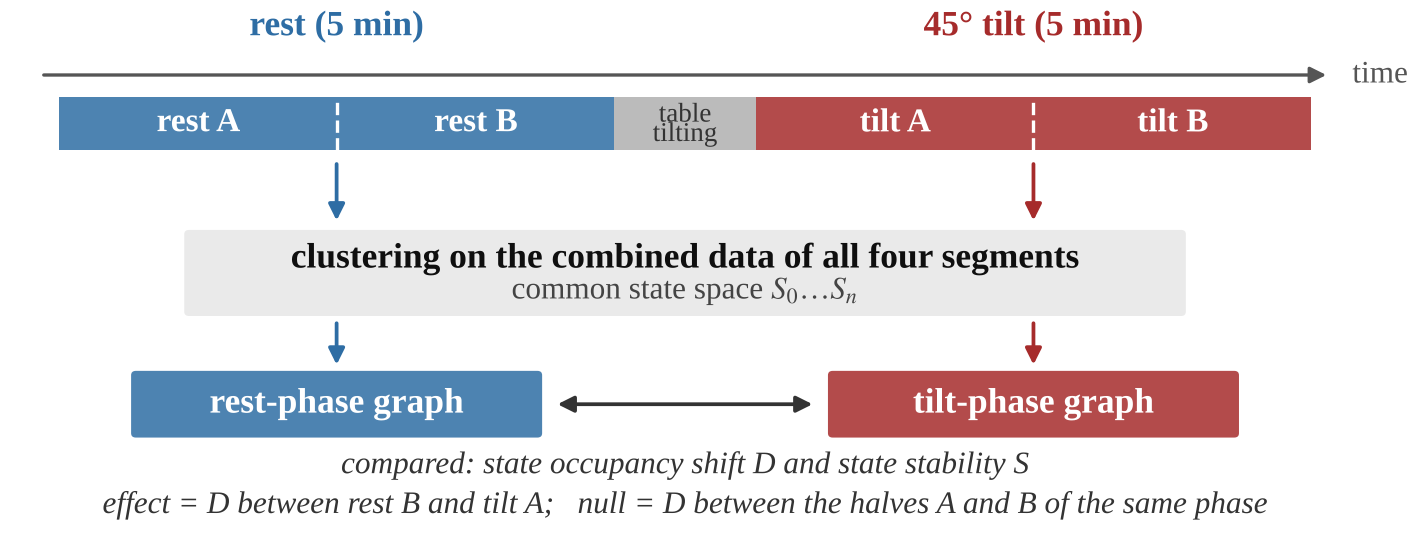 rest (5 min)
45° tilt (5 min)
time
rest A
rest B
table
tilting
tilt A
tilt B
clustering on the combined data of all four segments
common state space S₀…Sₙ
rest-phase graph
tilt-phase graph
compared: state occupancy shift D and state stability S
effect = D between rest B and tilt A;   null = D between the halves A and B of the same phase